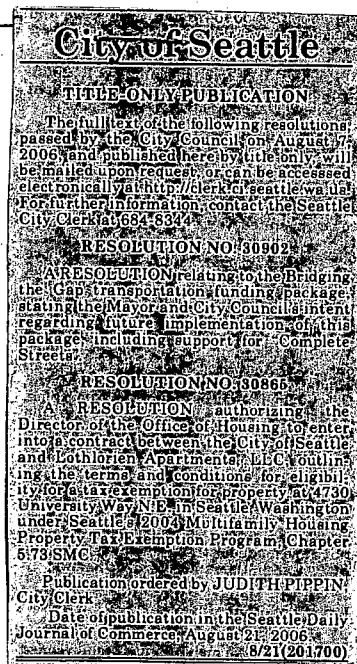 City of Seattle
TITLE-ONLY PUBLICATION
The full text of the following resolutions,
passed by the City Council on August 7,
2006, and published here by title only, will
be mailed upon request, or can be accesssed
electronically at http://clerk.ci.seattle.wa.us.
For further information, contact the Seattle
City Clerk at 684-8344.
RESOLUTION NO. 30902
A RESOLUTION relating to the Bridging
the Gap transportation funding package
stating the Mayor and City Council's intent
regarding future implementation of this
package including support for Complete
Streets.
RESOLUTION NO. 30865
A RESOLUTION authorizing the
Director of the Office of Housing to enter
into a contract between the City of Seattle
and Lothlorien Apartments, LLC outlin-
ing the terms and conditions for eligibil-
ity for a tax exemption for property at 4730
University Way N.E. in Seattle Washington
under Seattle's 2004 Multifamily Housing
Property Tax Exemption Program, Chapter
5.73 SMC.
Publication ordered by JUDITH PIPPIN,
City Clerk
Date of publication in the Seattle Daily
Journal of Commerce, August 21, 2006.
8/21(201700)